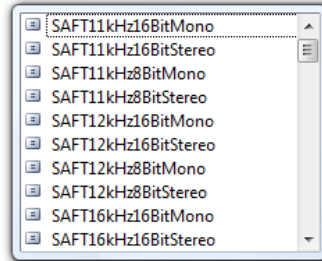 SAFT11kHz16BitMono
SAFT11kHz16BitStereo
SAFT11kHz8BitMono
SAFT11kHz8BitStereo
SAFT12kHz16BitMono
SAFT12kHz16BitStereo
SAFT12kHz8BitMono
SAFT12kHz8BitStereo
SAFT16kHz16BitMono
SAFT16kHz16BitStereo